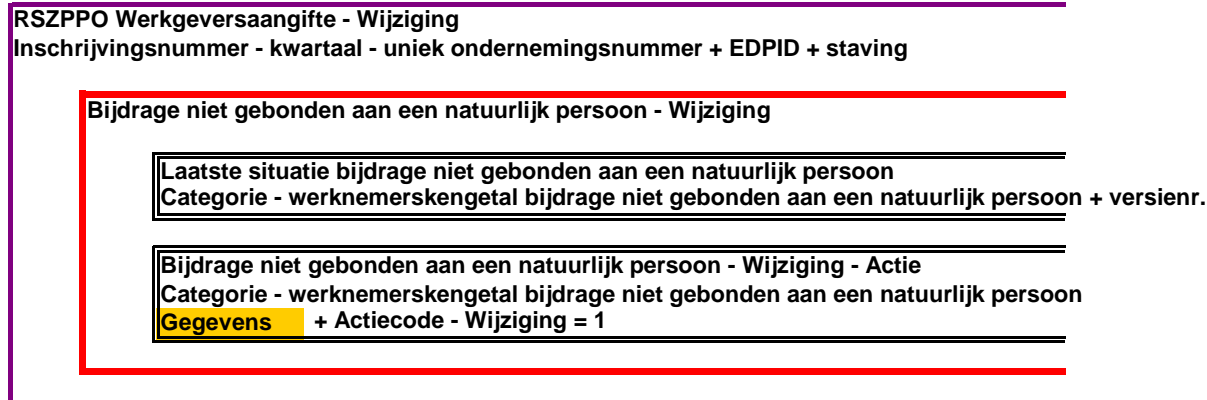 RSZPPO Werkgeversaangifte - Wijziging
Inschrijvingsnummer - kwartaal - uniek ondernemingsnummer + EDPID + staving
Bijdrage niet gebonden aan een natuurlijk persoon - Wijziging
Laatste situatie bijdrage niet gebonden aan een natuurlijk persoon
Categorie - werknemerskengetal bijdrage niet gebonden aan een natuurlijk persoon + versienr.
Bijdrage niet gebonden aan een natuurlijk persoon - Wijziging - Actie
Categorie - werknemerskengetal bijdrage niet gebonden aan een natuurlijk persoon
Gegevens + Actiecode - Wijziging = 1